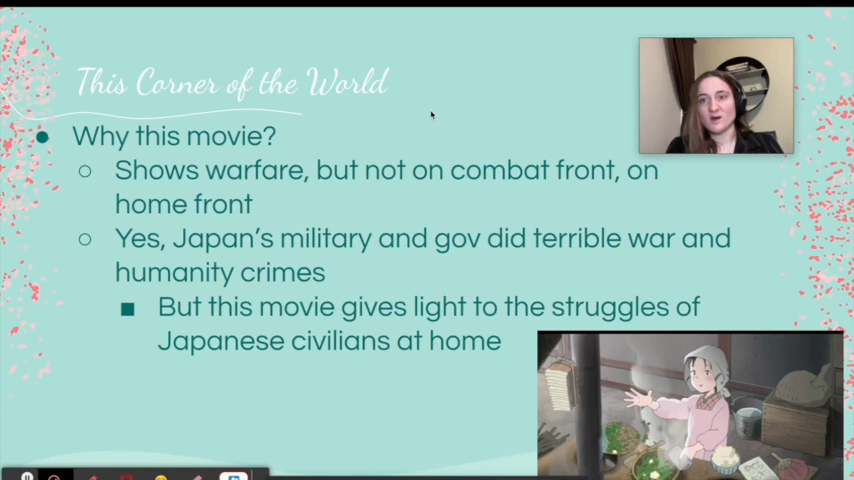 This Corner of the World
● Why this movie?
○ Shows warfare, but not on combat front, on
home front
○ Yes, Japan's military and gov did terrible war and
humanity crimes
■ But this movie gives light to the struggles of
Japanese civilians at home